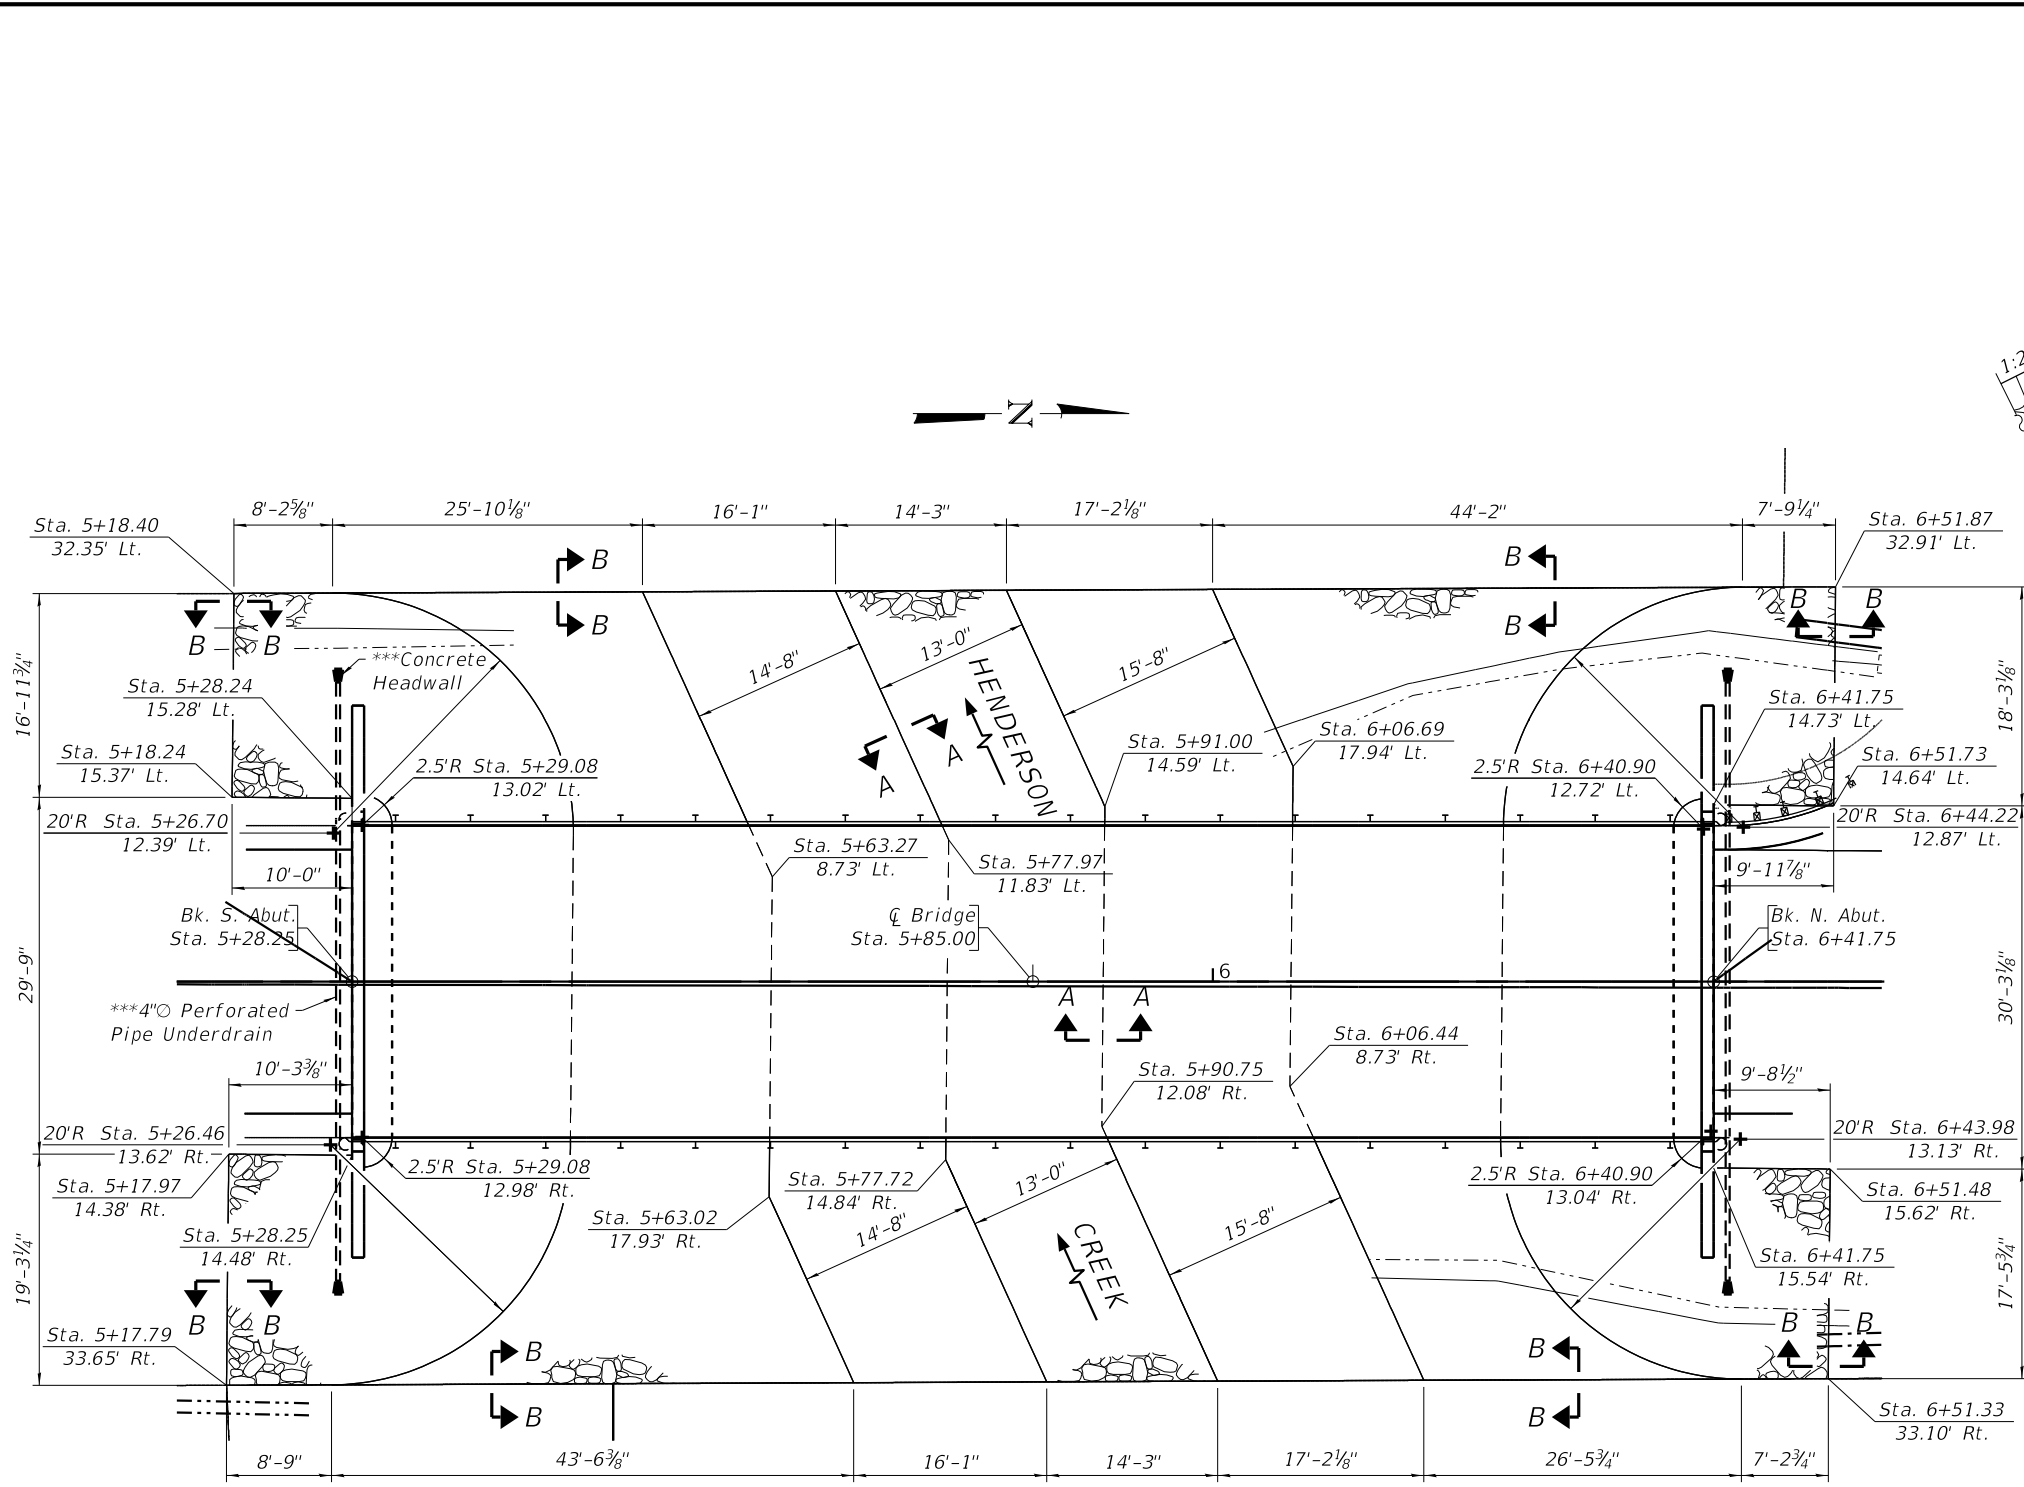 1:2
N
8'-2⅝"
25'-10⅛"
16'-1"
14'-3"
17'-2⅛"
44'-2"
7'-9¼"
Sta. 5+18.40
32.35' Lt.
Sta. 6+51.87
32.91' Lt.
B
B
B
B
B
B
B
B
***Concrete
Headwall
14'-8"
13'-0"
15'-8"
HENDERSON
A
A
16'-11¾"
18'-3⅛"
Sta. 5+28.24
15.28' Lt.
Sta. 5+18.24
15.37' Lt.
2.5'R Sta. 5+29.08
13.02' Lt.
Sta. 5+91.00
14.59' Lt.
Sta. 6+06.69
17.94' Lt.
2.5'R Sta. 6+40.90
12.72' Lt.
Sta. 6+41.75
14.73' Lt.
Sta. 6+51.73
14.64' Lt.
20'R Sta. 5+26.70
12.39' Lt.
20'R Sta. 6+44.22
12.87' Lt.
Sta. 5+63.27
8.73' Lt.
Sta. 5+77.97
11.83' Lt.
10'-0"
9'-11⅞"
Bk. S. Abut.
Sta. 5+28.25
℄ Bridge
Sta. 5+85.00
Bk. N. Abut.
Sta. 6+41.75
29'-9"
30'-3⅛"
6
A
A
***4"∅ Perforated
Pipe Underdrain
Sta. 6+06.44
8.73' Rt.
Sta. 5+90.75
12.08' Rt.
10'-3⅜"
9'-8½"
20'R Sta. 5+26.46
13.62' Rt.
20'R Sta. 6+43.98
13.13' Rt.
Sta. 5+17.97
14.38' Rt.
2.5'R Sta. 5+29.08
12.98' Rt.
Sta. 5+77.72
14.84' Rt.
2.5'R Sta. 6+40.90
13.04' Rt.
Sta. 6+51.48
15.62' Rt.
Sta. 5+28.25
14.48' Rt.
Sta. 5+63.02
17.93' Rt.
14'-8"
13'-0"
15'-8"
CREEK
Sta. 6+41.75
15.54' Rt.
19'-3¼"
17'-5¾"
B
B
B
B
B
B
B
B
Sta. 5+17.79
33.65' Rt.
Sta. 6+51.33
33.10' Rt.
8'-9"
43'-6⅜"
16'-1"
14'-3"
17'-2⅛"
26'-5¾"
7'-2¾"